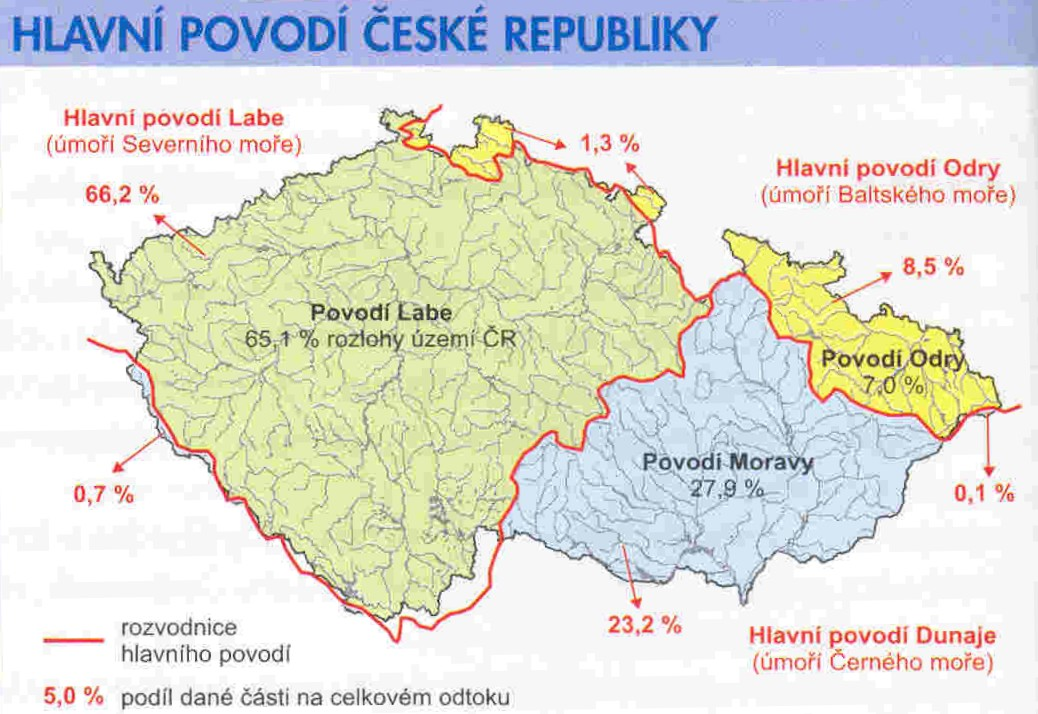 HLAVNÍ POVODÍ ČESKÉ REPUBLIKY
Hlavní povodí Labe
(úmoří Severního moře)
66,2 %
1,3 %
Hlavní povodí Odry
(úmoří Baltského moře)
8,5 %
Povodí Labe
65,1 % rozlohy území ČR
Povodí Odry
7,0 %
Povodí Moravy
27,9 %
0,7 %
0,1 %
23,2 %
Hlavní povodí Dunaje
(úmoří Černého moře)
rozvodnice
hlavního povodí
5,0 % podíl dané části na celkovém odtoku